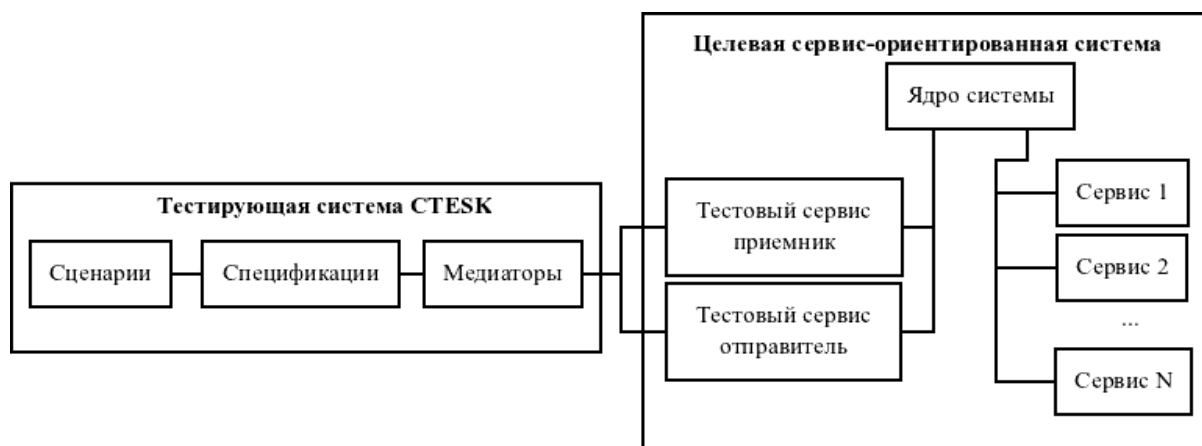 Целевая сервис-ориентированная система
Ядро системы
Тестирующая система CTESK
Сценарии
Спецификации
Медиаторы
Тестовый сервис
приемник
Тестовый сервис
отправитель
Сервис 1
Сервис 2
...
Сервис N